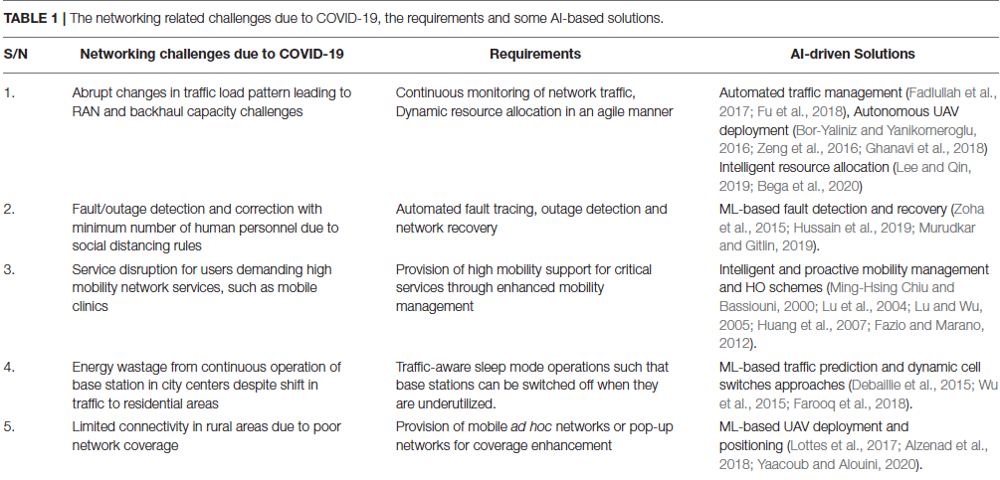 TABLE 1 | The networking related challenges due to COVID-19, the requirements and some AI-based solutions.
S/N Networking challenges due to COVID-19 Requirements AI-driven Solutions
1. Abrupt changes in traffic load pattern leading to Continuous monitoring of network traffic, Automated traffic management (Fadlullah et al.,
RAN and backhaul capacity challenges Dynamic resource allocation in an agile manner 2017; Fu et al., 2018), Autonomous UAV
deployment (Bor-Yaliniz and Yanikomeroglu,
2016; Zeng et al., 2016; Ghanavi et al., 2018)
Intelligent resource allocation (Lee and Qin,
2019; Bega et al., 2020)
2. Fault/outage detection and correction with Automated fault tracing, outage detection and ML-based fault detection and recovery (Zoha
minimum number of human personnel due to network recovery et al., 2015; Hussain et al., 2019; Murudkar
social distancing rules and Gitlin, 2019).
3. Service disruption for users demanding high Provision of high mobility support for critical Intelligent and proactive mobility management
mobility network services, such as mobile services through enhanced mobility and HO schemes (Ming-Hsing Chiu and
clinics management Bassiouni, 2000; Lu et al., 2004; Lu and Wu,
2005; Huang et al., 2007; Fazio and Marano,
2012).
4. Energy wastage from continuous operation of Traffic-aware sleep mode operations such that ML-based traffic prediction and dynamic cell
base station in city centers despite shift in base stations can be switched off when they switches approaches (Debaillie et al., 2015; Wu
traffic to residential areas are underutilized. et al., 2015; Farooq et al., 2018).
5. Limited connectivity in rural areas due to poor Provision of mobile ad hoc networks or pop-up ML-based UAV deployment and
network coverage networks for coverage enhancement positioning (Lottes et al., 2017; Alzenad et al.,
2018; Yaacoub and Alouini, 2020).